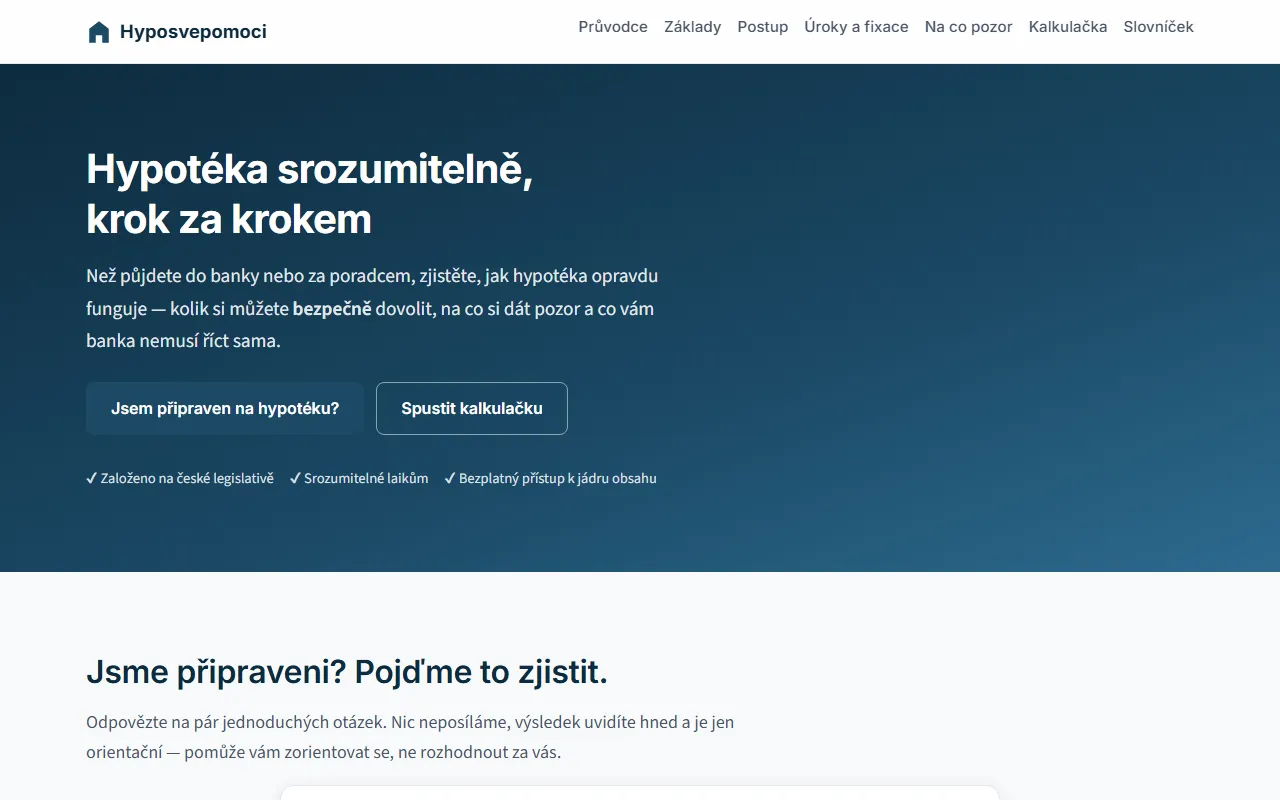 Hyposvepomoci
Průvodce Základy Postup Úroky a fixace Na co pozor Kalkulačka Slovníček
Hypotéka srozumitelně,
krok za krokem
Než půjdete do banky nebo za poradcem, zjistěte, jak hypotéka opravdu
funguje — kolik si můžete bezpečně dovolit, na co si dát pozor a co vám
banka nemusí říct sama.
Jsem připraven na hypotéku? Spustit kalkulačku
✓ Založeno na české legislativě ✓ Srozumitelné laikům ✓ Bezplatný přístup k jádru obsahu
Jsme připraveni? Pojďme to zjistit.
Odpovězte na pár jednoduchých otázek. Nic neposíláme, výsledek uvidíte hned a je jen
orientační — pomůže vám zorientovat se, ne rozhodnout za vás.